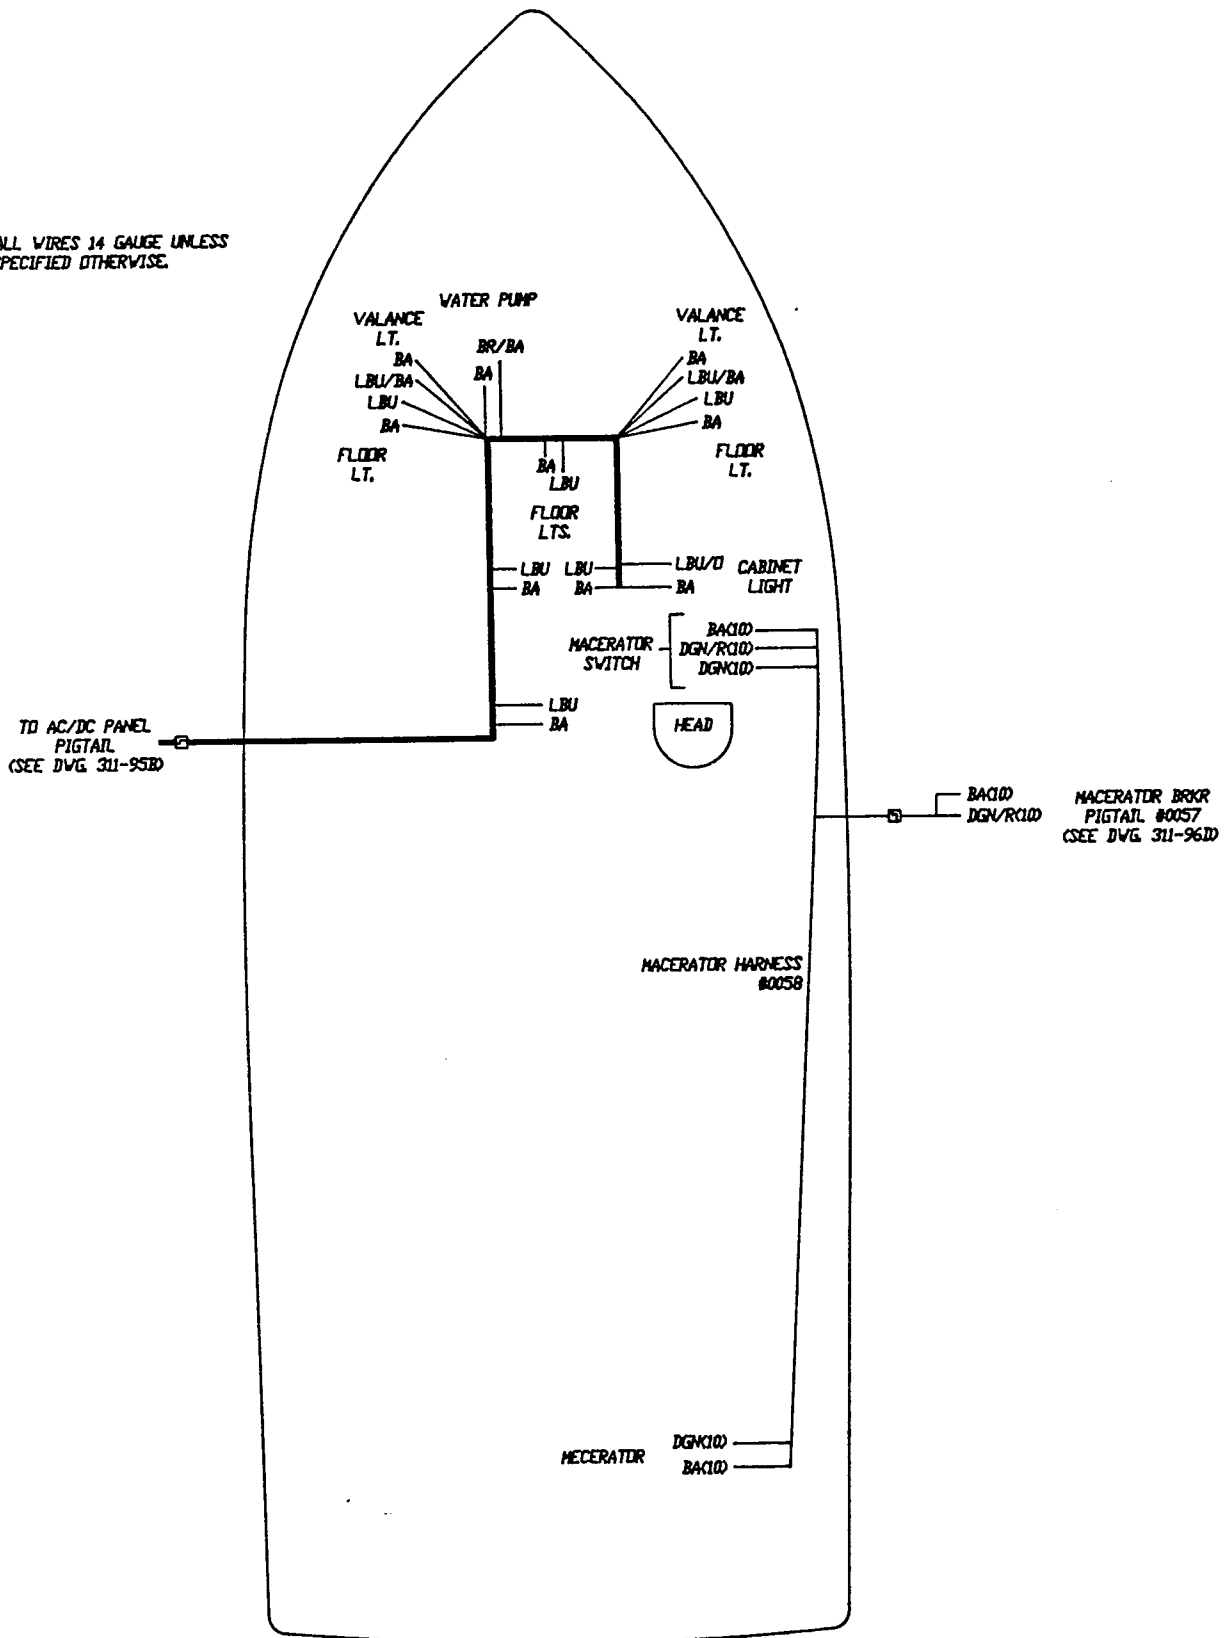 ALL WIRES 14 GAUGE UNLESS
SPECIFIED OTHERWISE.
WATER PUMP
VALANCE
LT.
BA
LBU/BA
LBU
BA
FLOOR
LT.
BR/BA
BA
VALANCE
LT.
BA
LBU/BA
LBU
BA
FLOOR
LT.
BA
LBU
FLOOR
LTS.
LBU
BA
LBU
BA
LBU/O
BA
CABINET
LIGHT
MACERATOR
SWITCH
BA(10)
DGN/R(10)
DGN(10)
LBU
BA
HEAD
TO AC/DC PANEL
PIGTAIL
(SEE DWG. 311-95B)
BA(10)
DGN/R(10)
MACERATOR BRKR
PIGTAIL #0057
(SEE DWG. 311-96D)
MACERATOR HARNESS
#0058
MECERATOR
DGN(10)
BA(10)